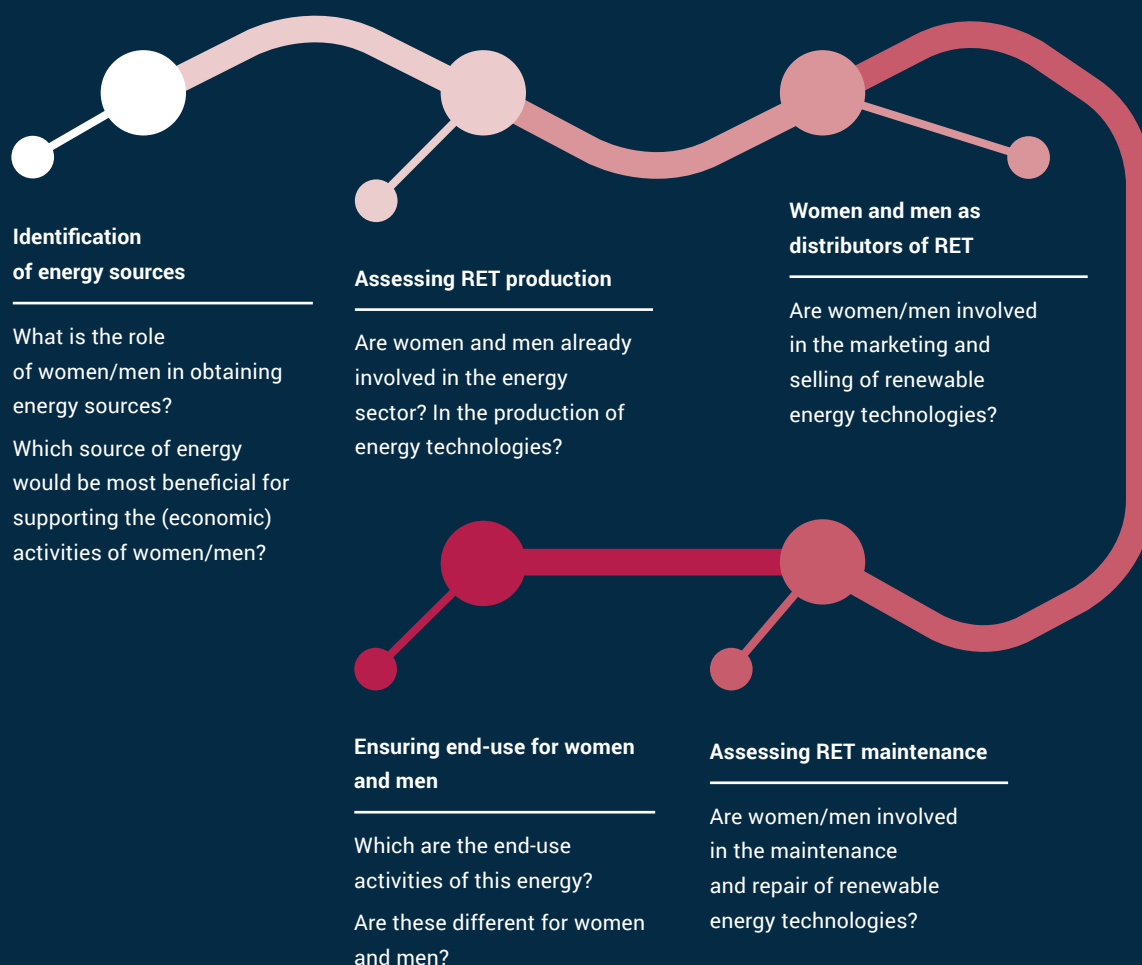 Identification
of energy sources
What is the role
of women/men in obtaining
energy sources?
Which source of energy
would be most beneficial for
supporting the (economic)
activities of women/men?
Assessing RET production
Are women and men already
involved in the energy
sector? In the production of
energy technologies?
Women and men as
distributors of RET
Are women/men involved
in the marketing and
selling of renewable
energy technologies?
Assessing RET maintenance
Are women/men involved
in the maintenance
and repair of renewable
energy technologies?
Ensuring end-use for women
and men
Which are the end-use
activities of this energy?
Are these different for women
and men?